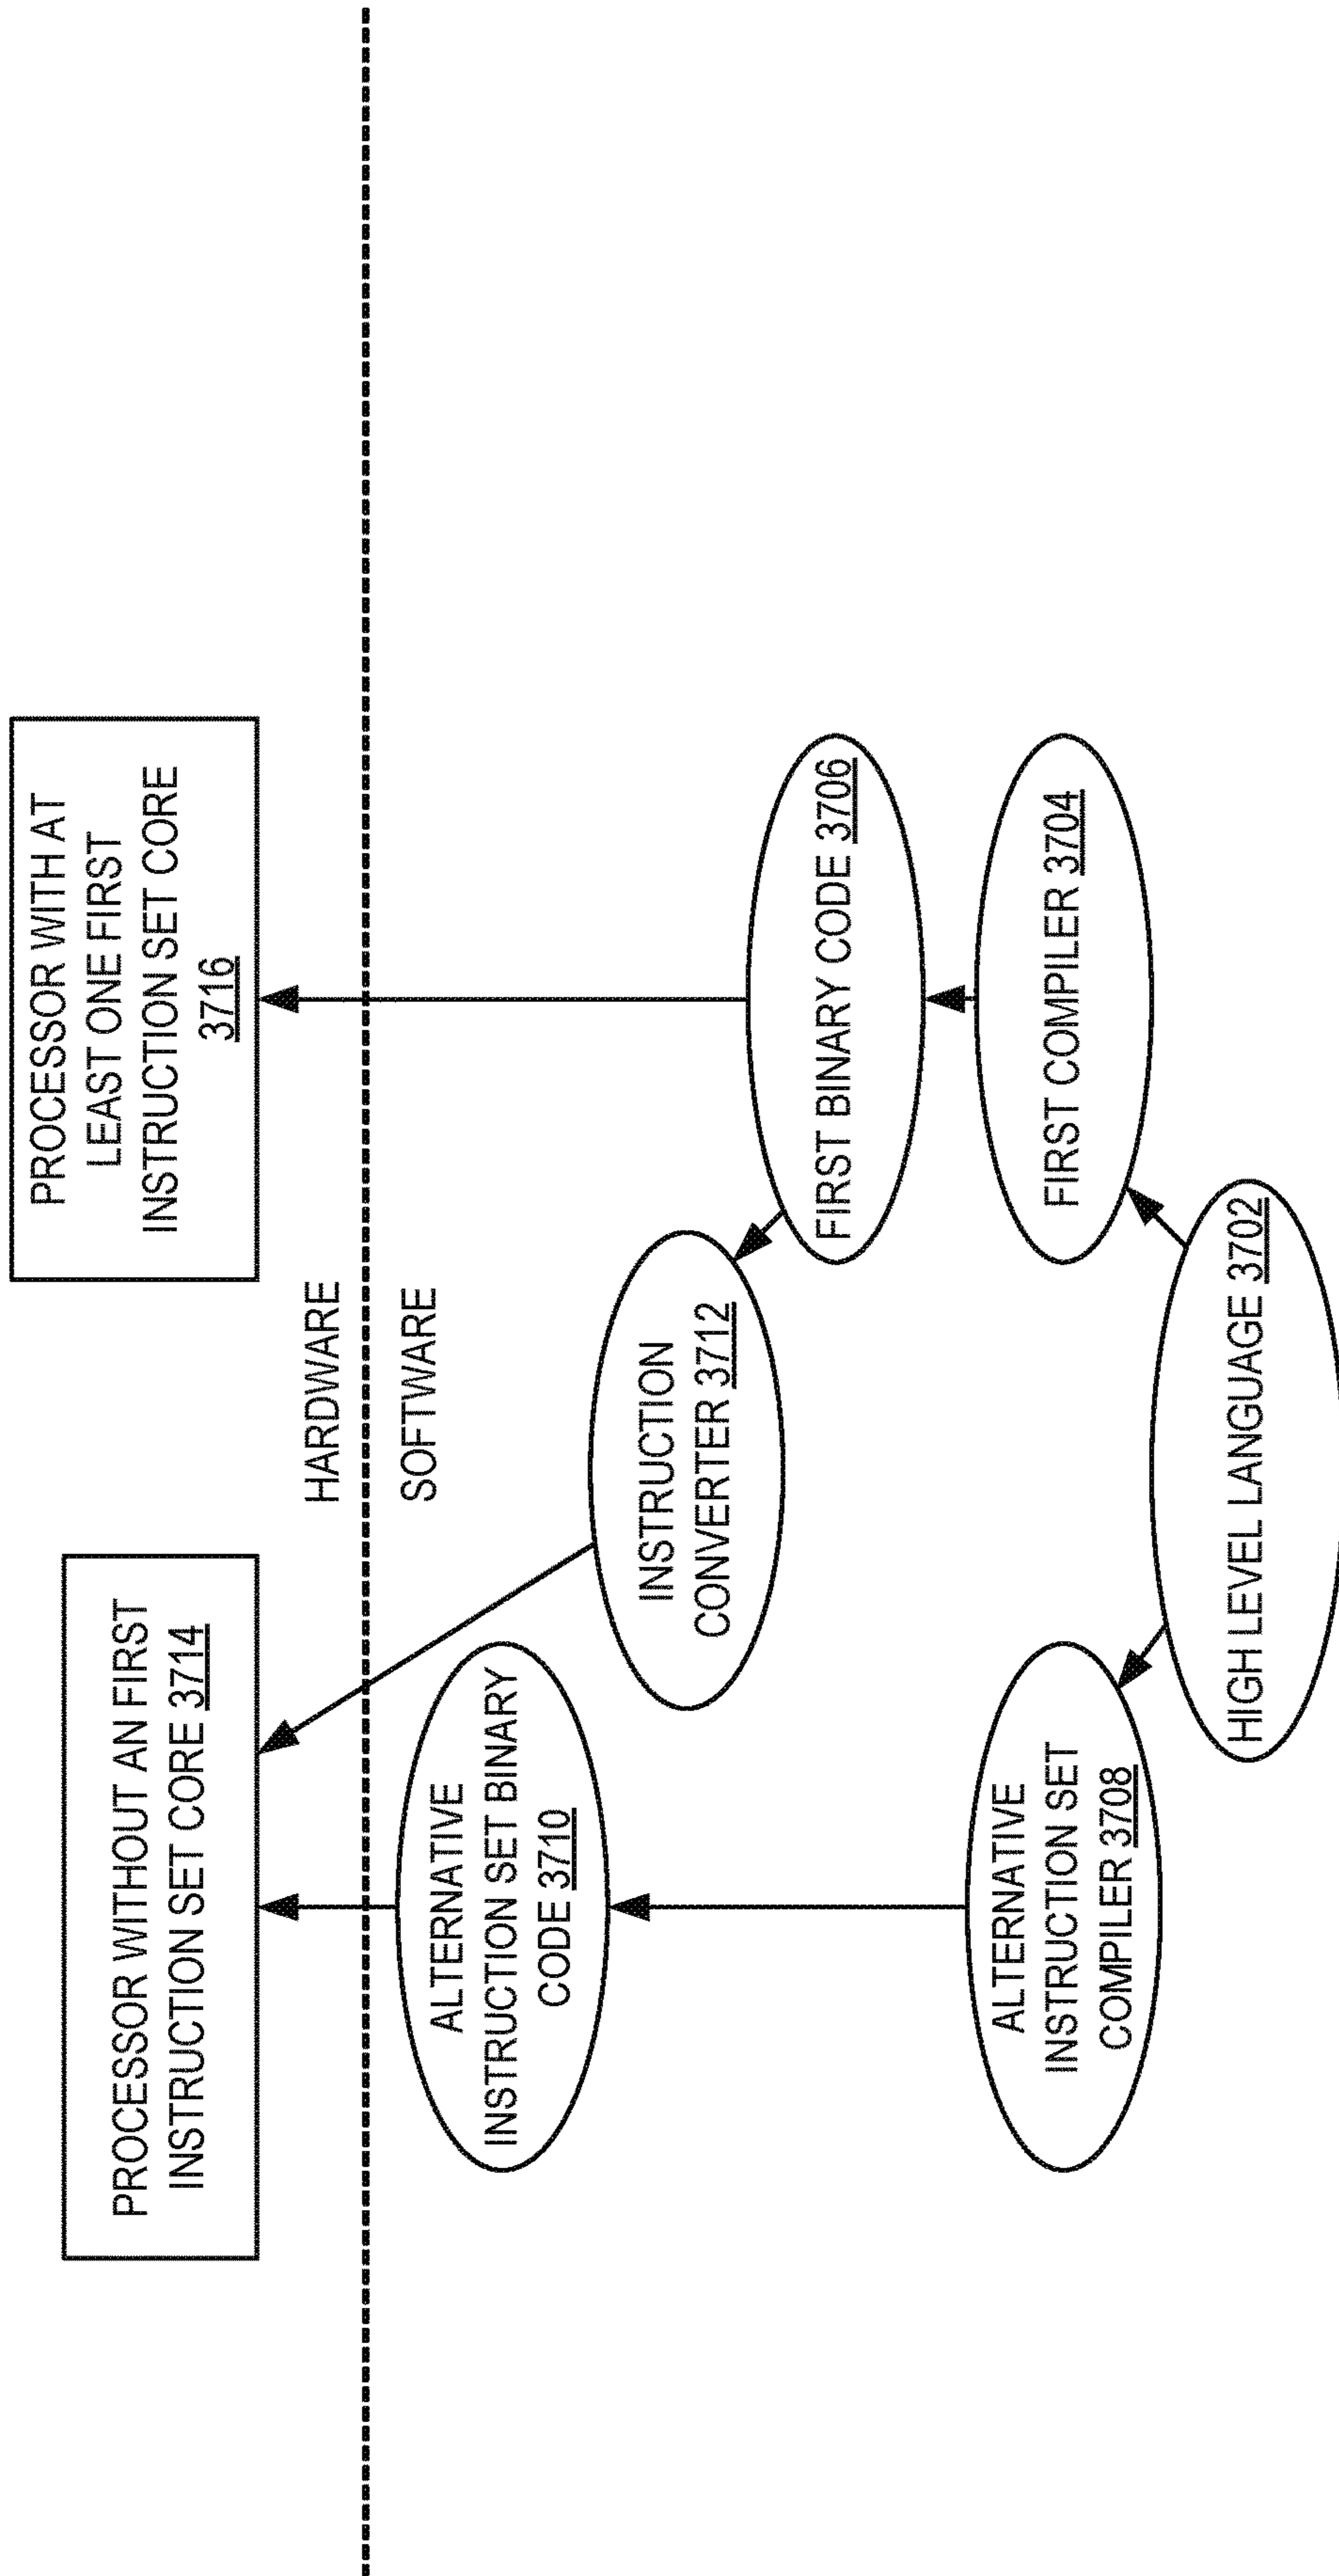 PROCESSOR WITHOUT AN FIRST
INSTRUCTION SET CORE 3714
PROCESSOR WITH AT
LEAST ONE FIRST
INSTRUCTION SET CORE
3716
HARDWARE
SOFTWARE
ALTERNATIVE
INSTRUCTION SET BINARY
CODE 3710
INSTRUCTION
CONVERTER 3712
FIRST BINARY CODE 3706
ALTERNATIVE
INSTRUCTION SET
COMPILER 3708
FIRST COMPILER 3704
HIGH LEVEL LANGUAGE 3702